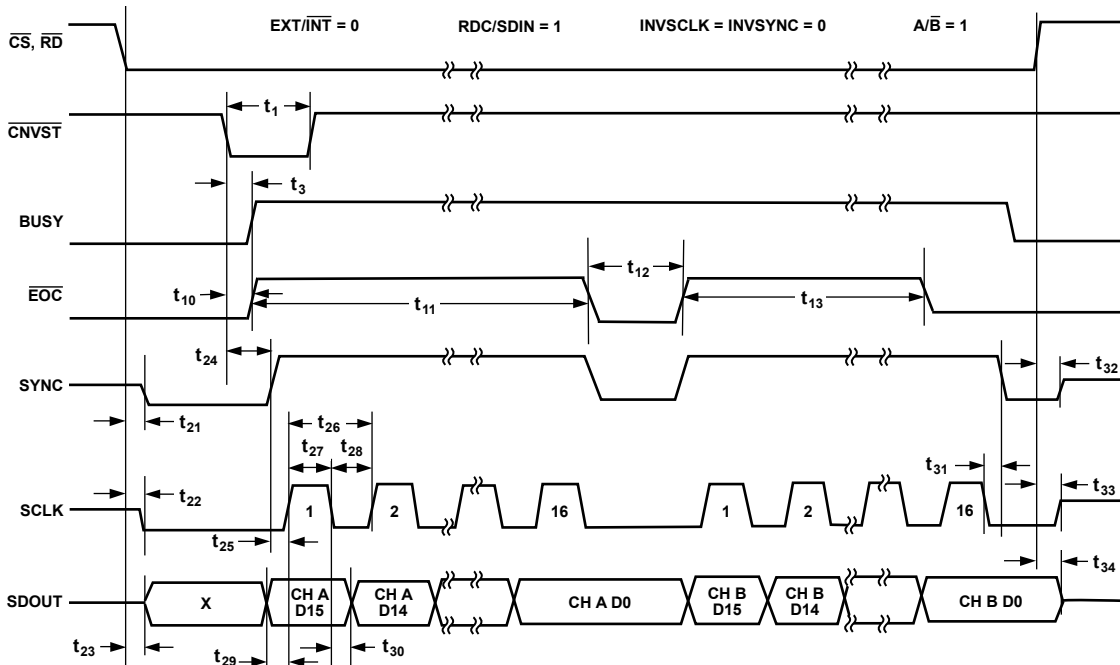 EXT/INT = 0 RDC/SDIN = 1 INVSCLK = INVSYNC = 0 A/B = 1
CS, RD
t1
CNVST
t3
BUSY
t12
EOC
t10
t11
t13
t24
SYNC
t32
t21
t26
t27 t28
t31
t22
t33
SCLK
1 2 16 1 2 16
t25
t34
SDOUT
X
CH A D15
CH A D14
CH A D0
CH B D15
CH B D14
CH B D0
t23
t29
t30